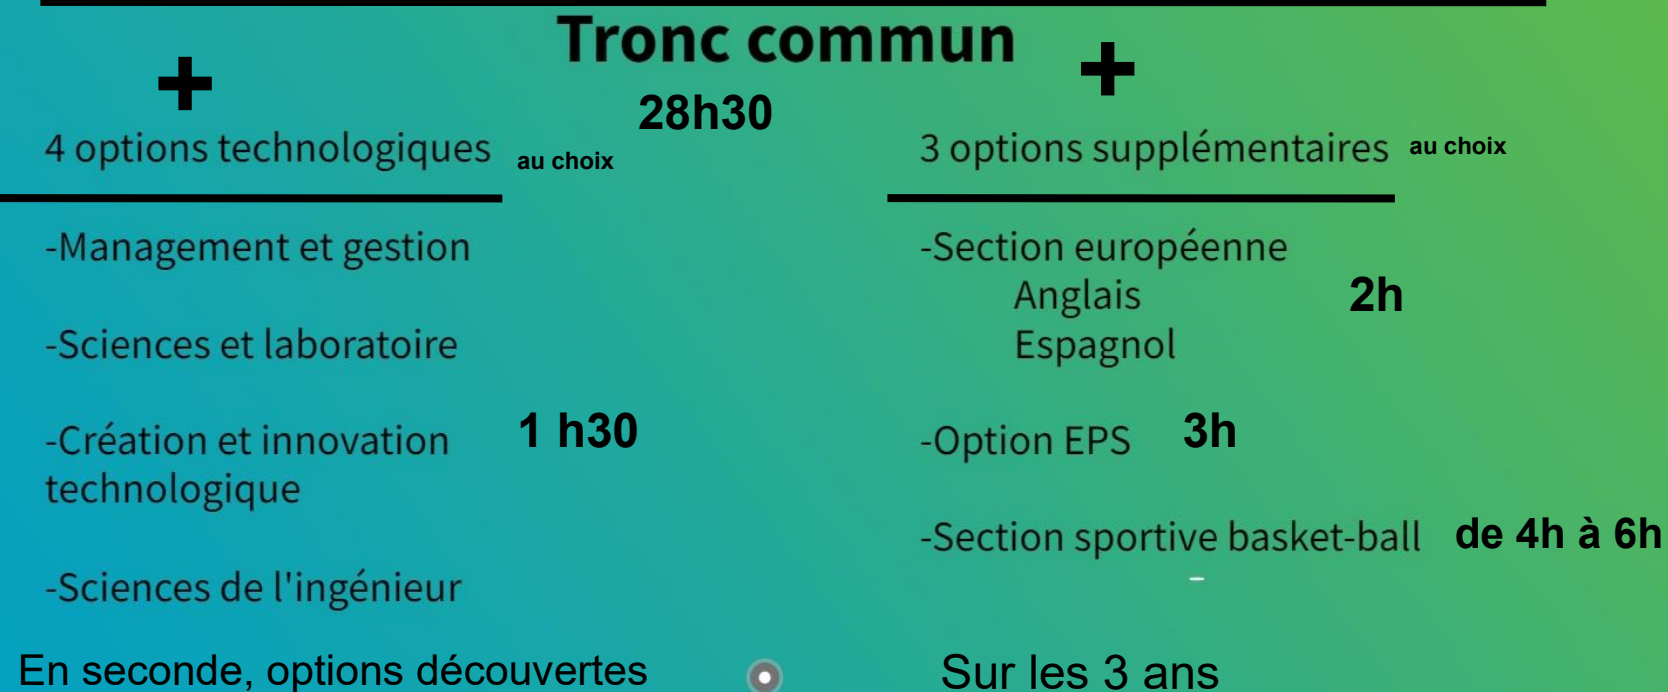 Tronc commun
+
+
28h30
4 options technologiques au choix
3 options supplémentaires au choix
-Management et gestion
-Sciences et laboratoire
-Création et innovation
technologique
1 h30
-Sciences de l'ingénieur
En seconde, options découvertes
-Section européenne
Anglais
Espagnol
2h
-Option EPS 3h
-Section sportive basket-ball de 4h à 6h
Sur les 3 ans